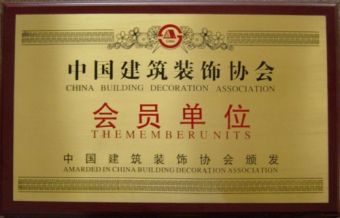 中国建筑装饰协会
CHINA BUILDING DECORATION ASSOCIATION
会员单位
THEMEMBERUNITS
中国建筑装饰协会颁发
AMARDED IN CHINA BUILDING DECORATION ASSOCIATION